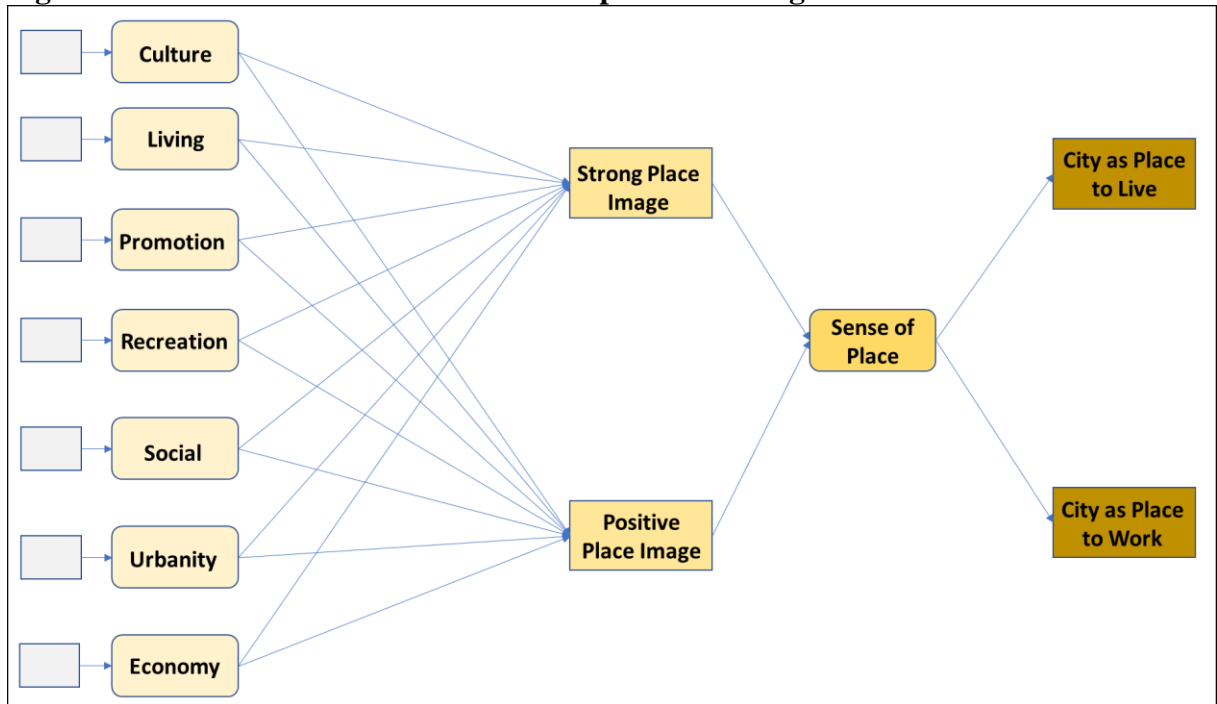 Culture
Living
Promotion
Recreation
Social
Urbanity
Economy
Strong Place
Image
Positive
Place Image
Sense of
Place
City as Place
to Live
City as Place
to Work